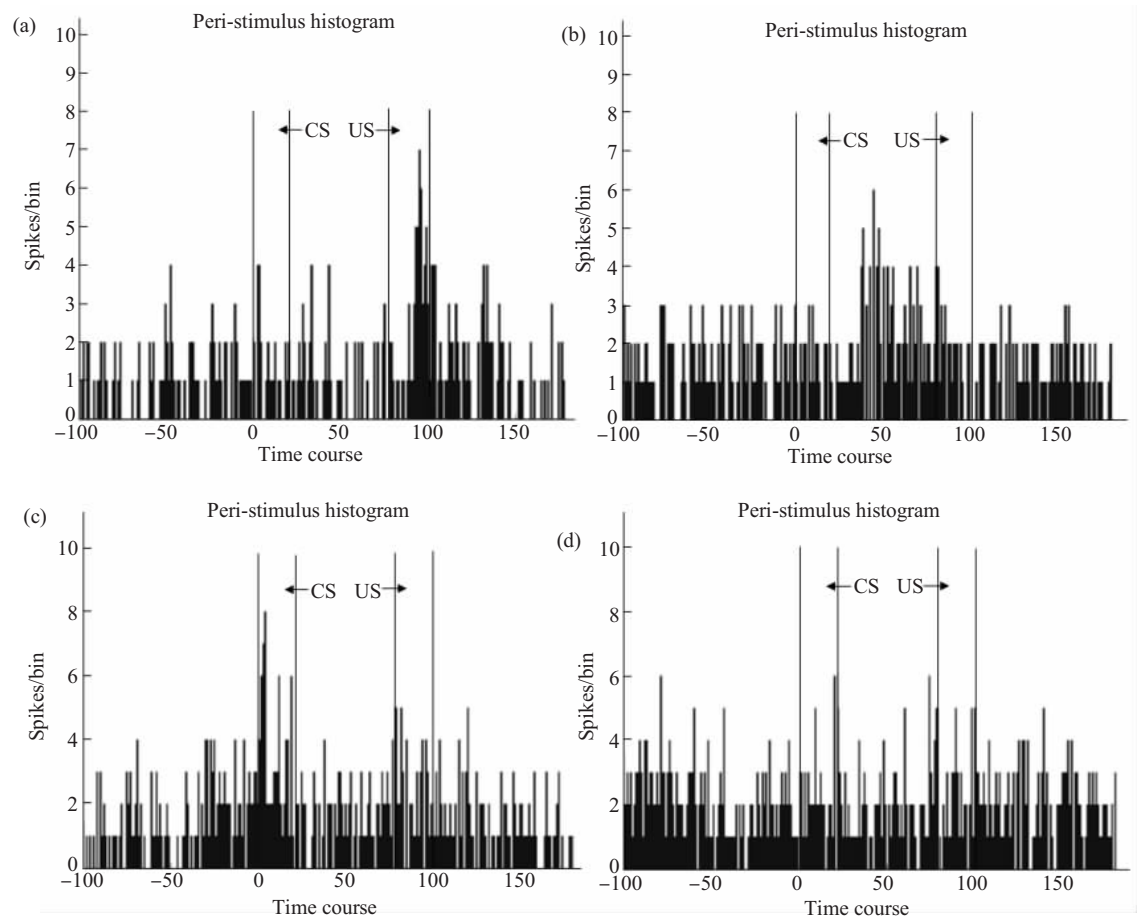 (a)
Peri-stimulus histogram
10
9
8
7
6
5
4
3
2
1
0
Spikes/bin
CS US
−100 −50 0 50 100 150
Time course
(b)
Peri-stimulus histogram
10
9
8
7
6
5
4
3
2
1
0
Spikes/bin
CS US
−100 −50 0 50 100 150
Time course
(c)
Peri-stimulus histogram
10
8
6
4
2
0
Spikes/bin
CS US
−100 −50 0 50 100 150
Time course
(d)
Peri-stimulus histogram
10
8
6
4
2
0
Spikes/bin
CS US
−100 −50 0 50 100 150
Time course